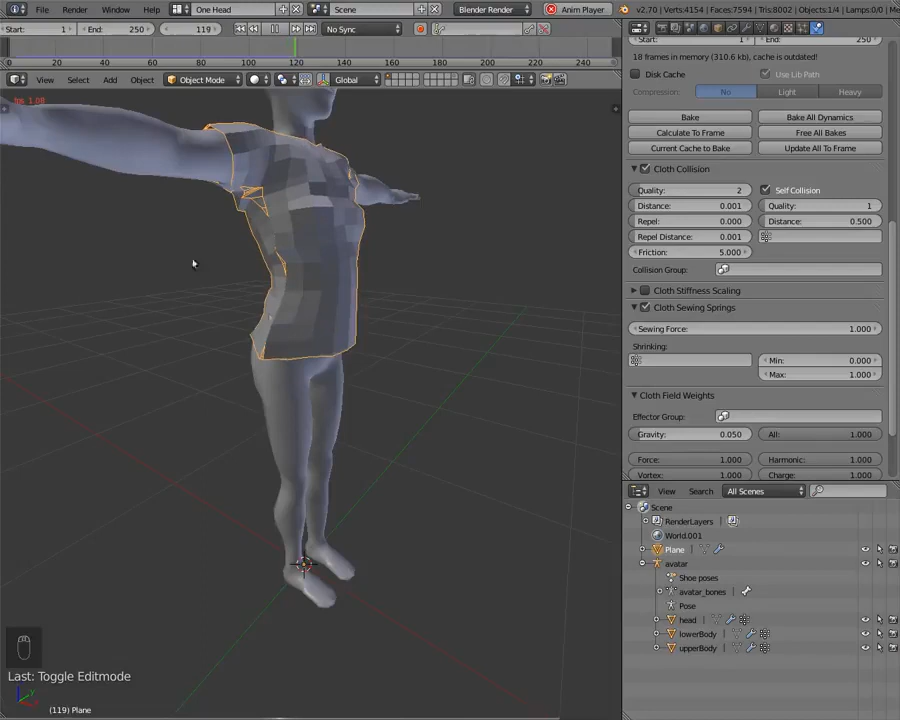 File Render Window Help One Head Scene Blender Render Anim Player v2.70 | Verts:4154 | Faces:7594 | Tris:8002 | Objects:1/4 | Lamps:0/0
Start: 1 End: 250 119 No Sync
0 20 40 60 80 100 120 140 160 180 200 220 240
View Select Add Object Object Mode Global
fps: 1.08
18 frames in memory (310.6 kb), cache is outdated!
Disk Cache Use Lib Path
Compression: No Light Heavy
Bake Bake All Dynamics
Calculate To Frame Free All Bakes
Current Cache to Bake Update All To Frame
Cloth Collision
Quality: 2 Self Collision
Distance: 0.001 Quality: 1
Repel: 0.000 Distance: 0.500
Repel Distance: 0.001
Friction: 5.000
Collision Group:
Cloth Stiffness Scaling
Cloth Sewing Springs
Sewing Force: 1.000
Shrinking:
Min: 0.000
Max: 1.000
Cloth Field Weights
Effector Group:
Gravity: 0.050 All: 1.000
Force: 1.000 Harmonic: 1.000
Vortex: 1.000 Charge: 1.000
View Search All Scenes
Scene
RenderLayers
World.001
Plane
avatar
Shoe poses
avatar_bones
Pose
head
lowerBody
upperBody
Last: Toggle Editmode
(119) Plane